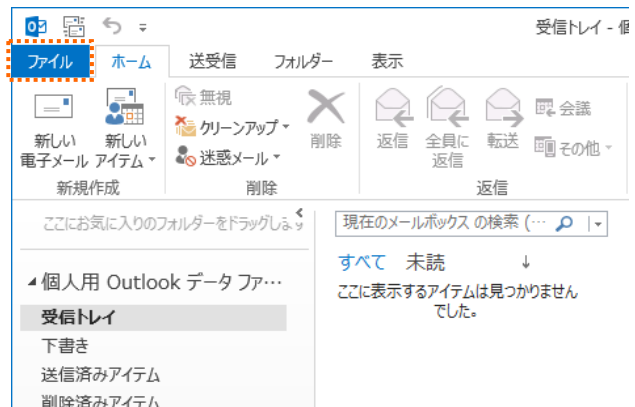 受信トレイ - 個
ファイル ホーム 送受信 フォルダー 表示
新しい
電子メール
新しい
アイテム
無視
クリーンアップ
迷惑メール
削除
返信
全員に
返信
転送
会議
その他
新規作成 削除 返信
ここにお気に入りのフォルダーをドラッグしま
現在のメールボックス の検索 (…
すべて 未読 ↓
ここに表示するアイテムは見つかりません
でした。
個人用 Outlook データ ファ…
受信トレイ
下書き
送信済みアイテム
削除済みアイテム